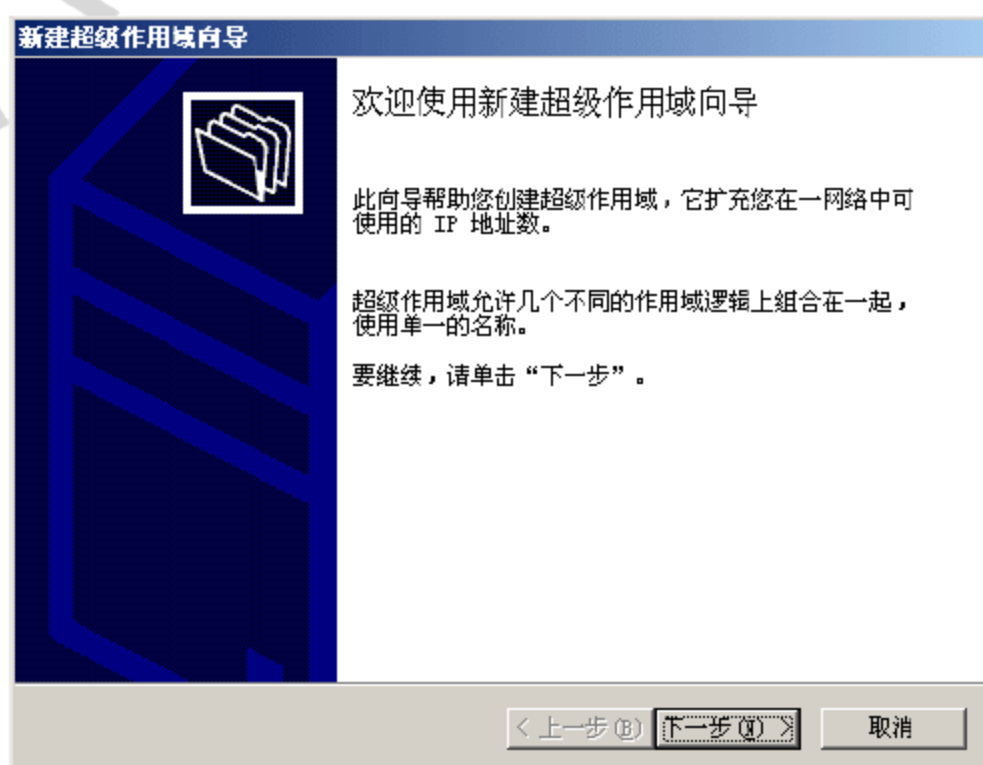 新建超级作用域向导
欢迎使用新建超级作用域向导
此向导帮助您创建超级作用域，它扩充您在一网络中可
使用的 IP 地址数。
超级作用域允许几个不同的作用域逻辑上组合在一起，
使用单一的名称。
要继续，请单击“下一步”。
< 上一步(B) 下一步(N) > 取消